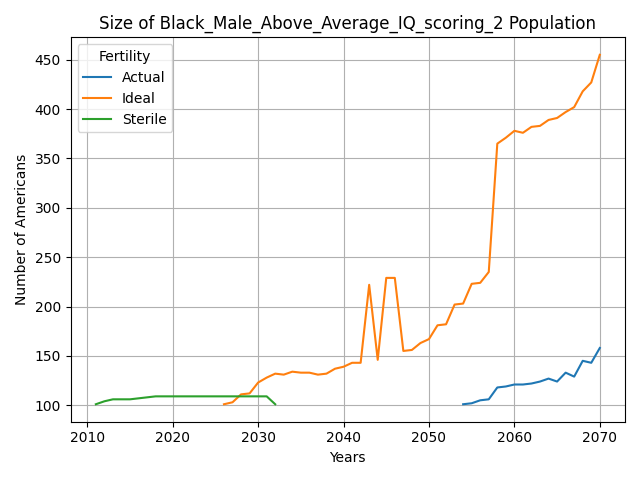 Size of Black_Male_Above_Average_IQ_scoring_2 Population
Fertility
Actual
Ideal
Sterile
Number of Americans
450
400
350
300
250
200
150
100
2010 2020 2030 2040 2050 2060 2070
Years